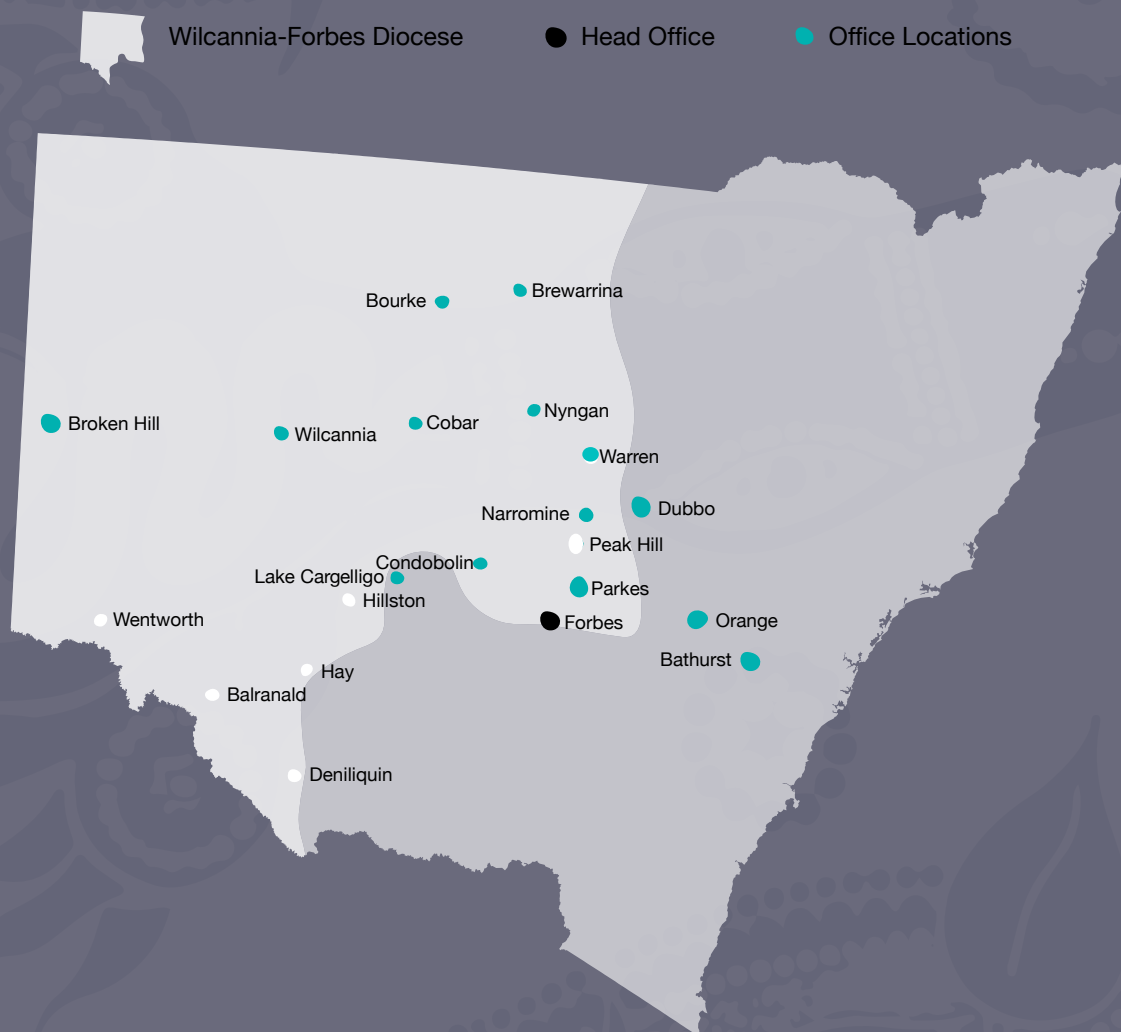 Wilcannia-Forbes Diocese
Head Office
Office Locations
Bourke
Brewarrina
Broken Hill
Wilcannia
Cobar
Nyngan
Warren
Narromine
Dubbo
Peak Hill
Condobolin
Lake Cargelligo
Parkes
Hillston
Wentworth
Forbes
Orange
Bathurst
Hay
Balranald
Deniliquin